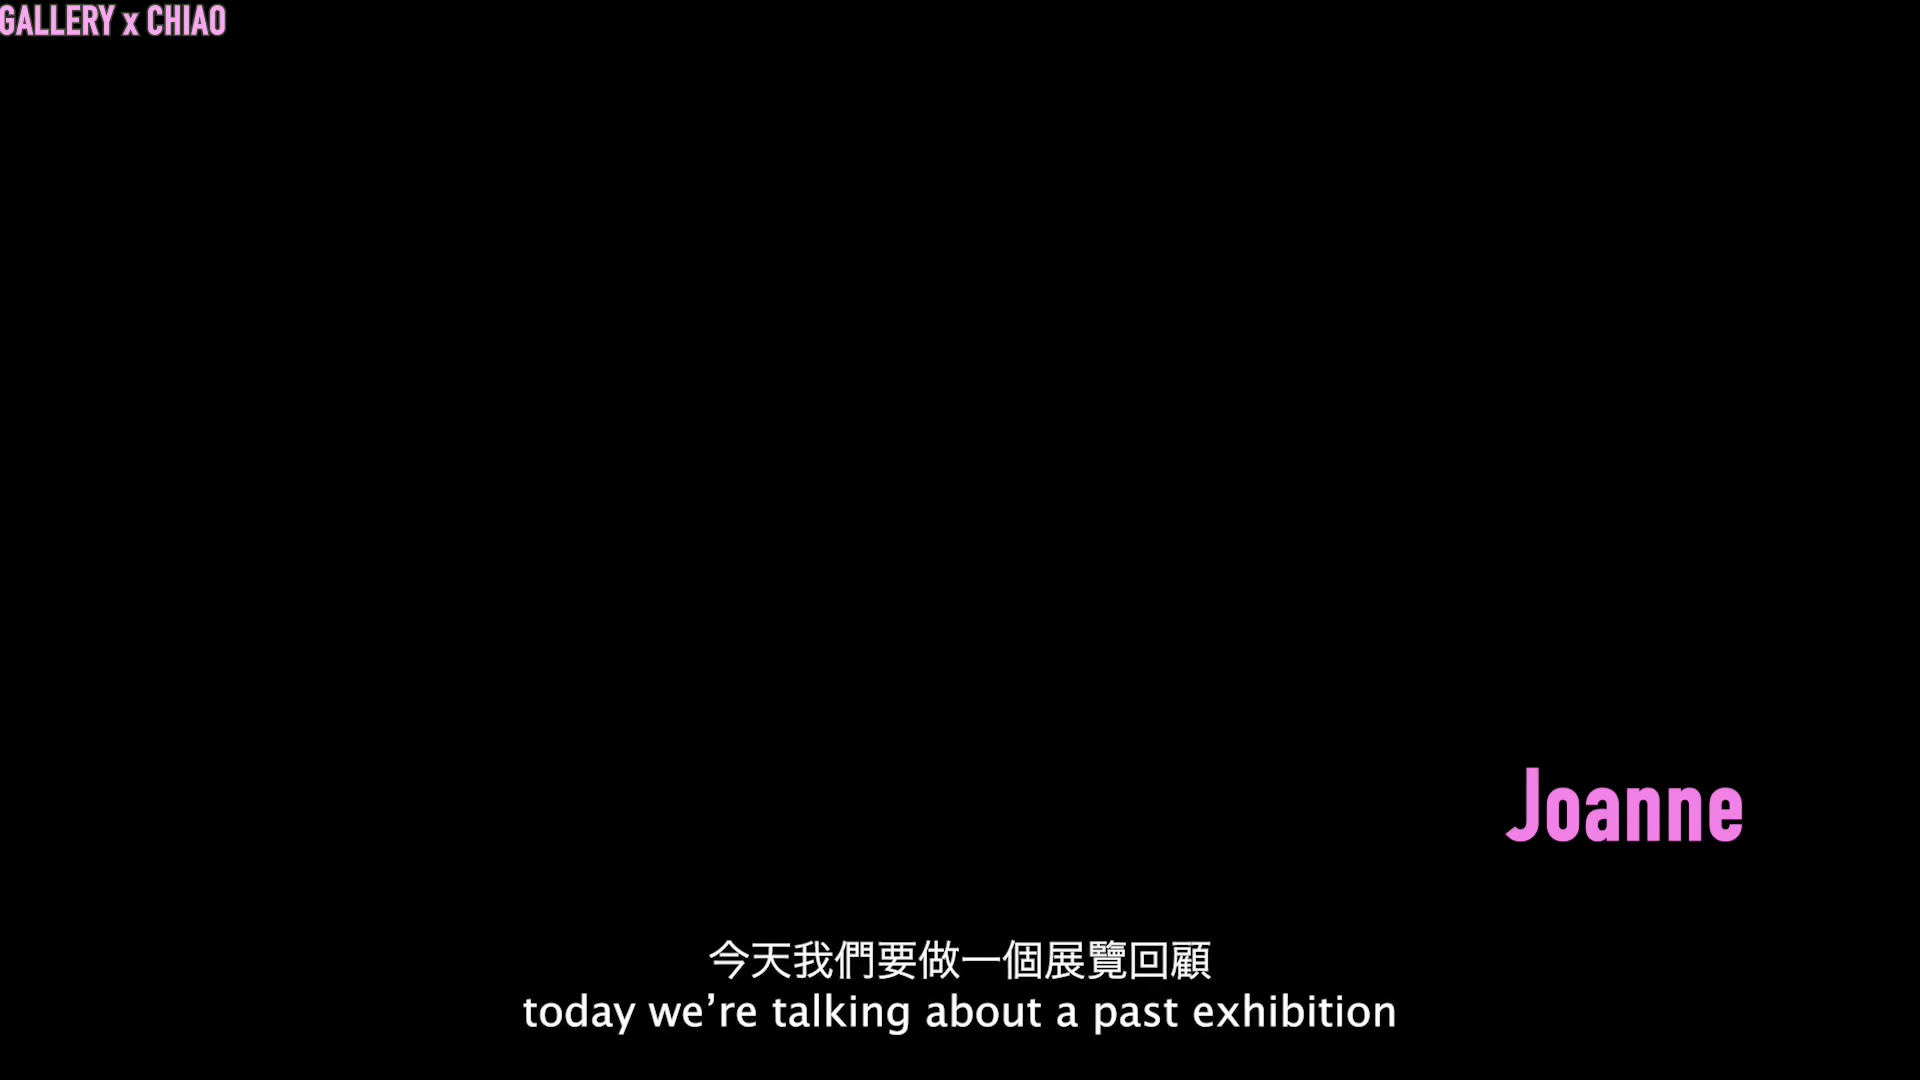 GALLERY x CHIAO
Joanne
今天我們要做一個展覽回顧
today we’re talking about a past exhibition